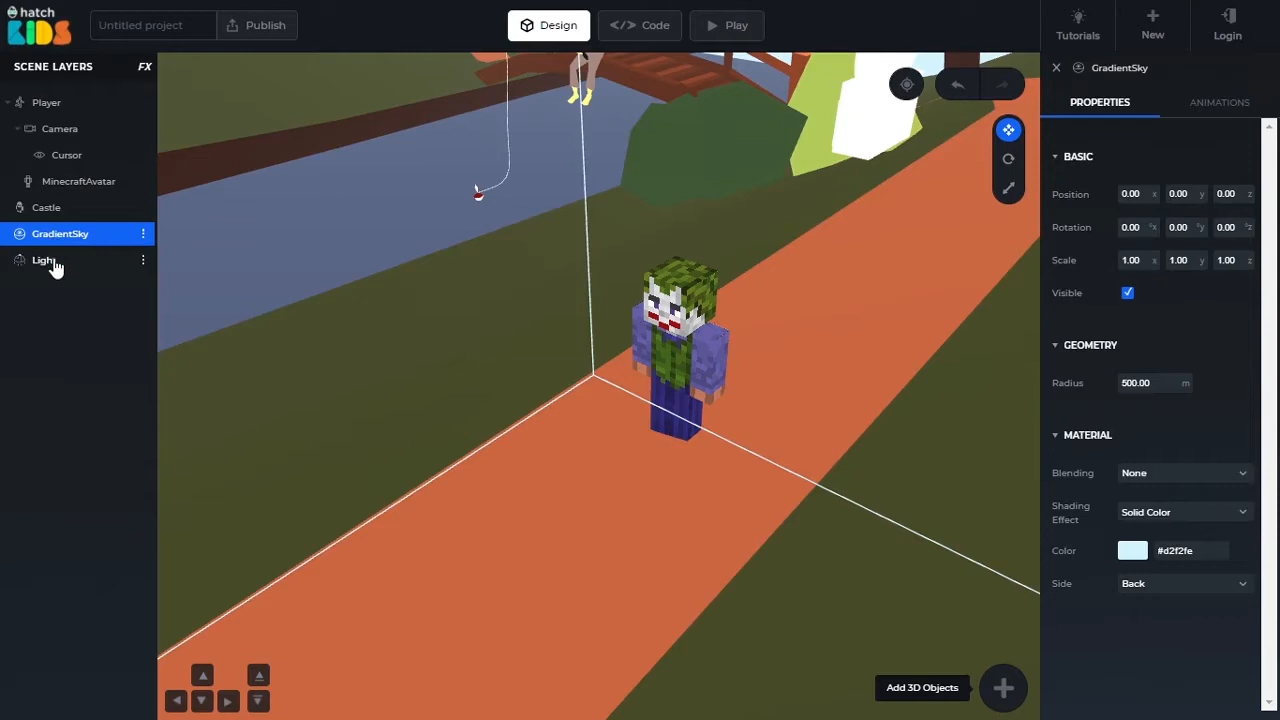 hatch
KIDS
Untitled project
Publish
Design
</> Code
Play
Tutorials
New
Login
SCENE LAYERS
FX
Player
Camera
Cursor
MinecraftAvatar
Castle
GradientSky
Light
GradientSky
PROPERTIES
ANIMATIONS
BASIC
Position 0.00 x 0.00 y 0.00 z
Rotation 0.00 °x 0.00 °y 0.00 °z
Scale 1.00 x 1.00 y 1.00 z
Visible
GEOMETRY
Radius 500.00 m
MATERIAL
Blending None
Shading
Effect Solid Color
Color #d2f2fe
Side Back
Add 3D Objects